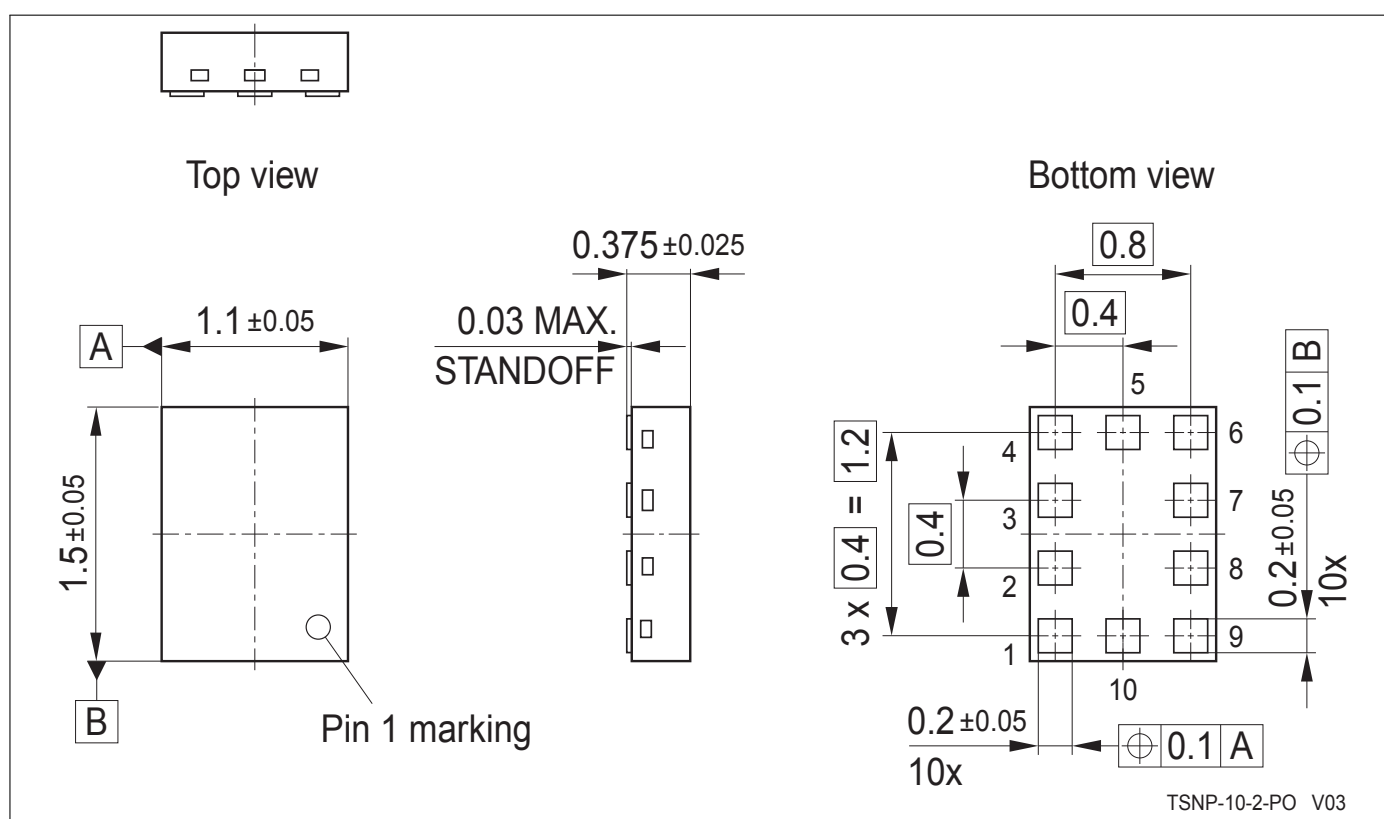 Top view
Bottom view
0.375 ±0.025
0.8
1.1 ±0.05
0.03 MAX.
STANDOFF
0.4
A
5
0.1 B
4
6
3 x 0.4 = 1.2
0.4
3
7
1.5 ±0.05
0.2 ±0.05
10x
2
8
1
9
10
B
Pin 1 marking
0.2 ±0.05
10x
0.1 A
TSNP-10-2-PO V03